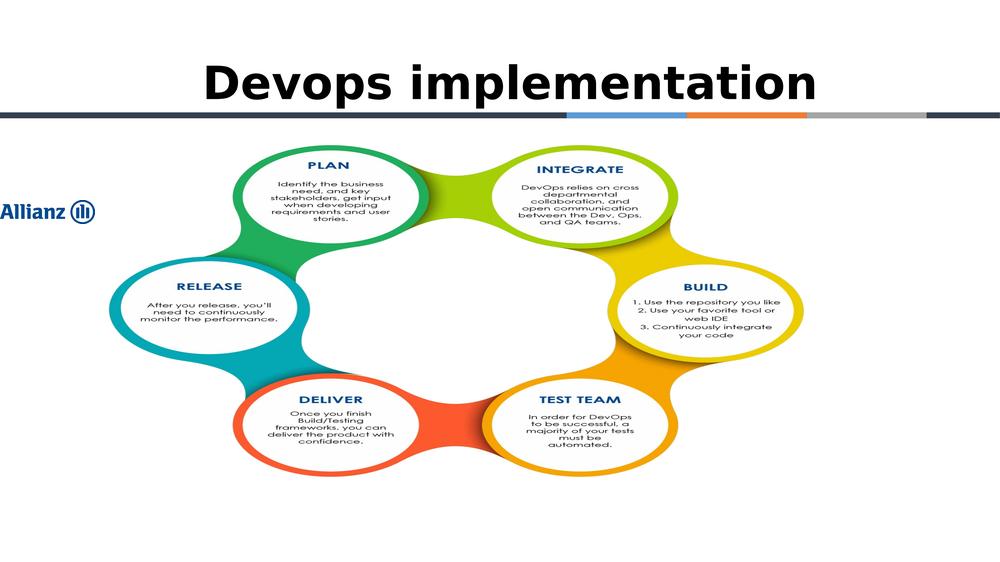 Devops implementation
Allianz
PLAN
Identify the business
need, and key
stakeholders, get input
when developing
requirements and user
stories.
INTEGRATE
DevOps relies on cross
departmental
collaboration, and
open communication
between the Dev, Ops,
and QA teams.
RELEASE
After you release, you'll
need to continuously
monitor the performance.
BUILD
1. Use the repository you like
2. Use your favorite tool or
web IDE
3. Continuously integrate
your code
DELIVER
Once you finish
Build/Testing
frameworks, you can
deliver the product with
confidence.
TEST TEAM
In order for DevOps
to be successful, a
majority of your tests
must be
automated.